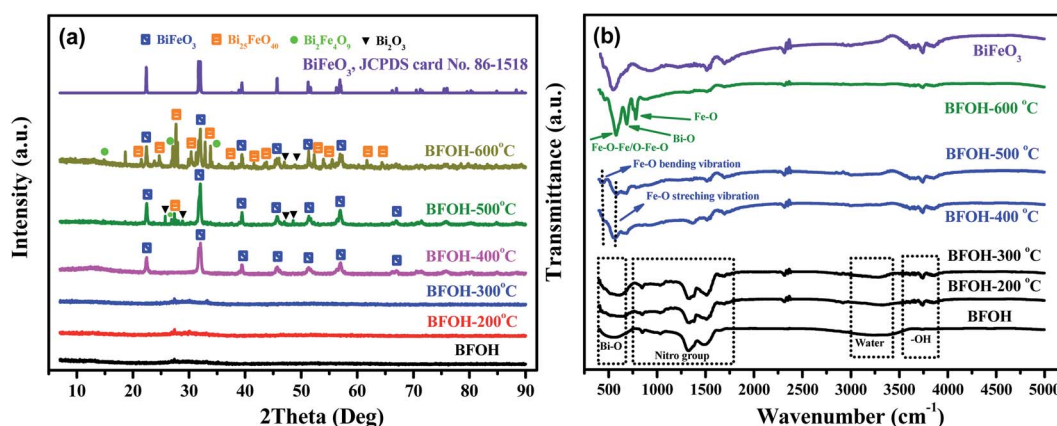 (a)
BiFeO₃ Bi₂₅FeO₄₀ Bi₂Fe₄O₉ Bi₂O₃
BiFeO₃, JCPDS card No. 86-1518
BFOH-600°C
BFOH-500°C
BFOH-400°C
BFOH-300°C
BFOH-200°C
BFOH
Intensity (a.u.)
10 20 30 40 50 60 70 80 90
2Theta (Deg)
(b)
BiFeO₃
BFOH-600 °C
Fe-O
Bi-O
Fe-O-Fe/O-Fe-O
BFOH-500 °C
Fe-O bending vibration
Fe-O streching vibration
BFOH-400 °C
BFOH-300 °C
BFOH-200 °C
BFOH
Bi-O
Nitro group
Water
-OH
Transmittance (a.u.)
500 1000 1500 2000 2500 3000 3500 4000 4500 5000
Wavenumber (cm⁻¹)